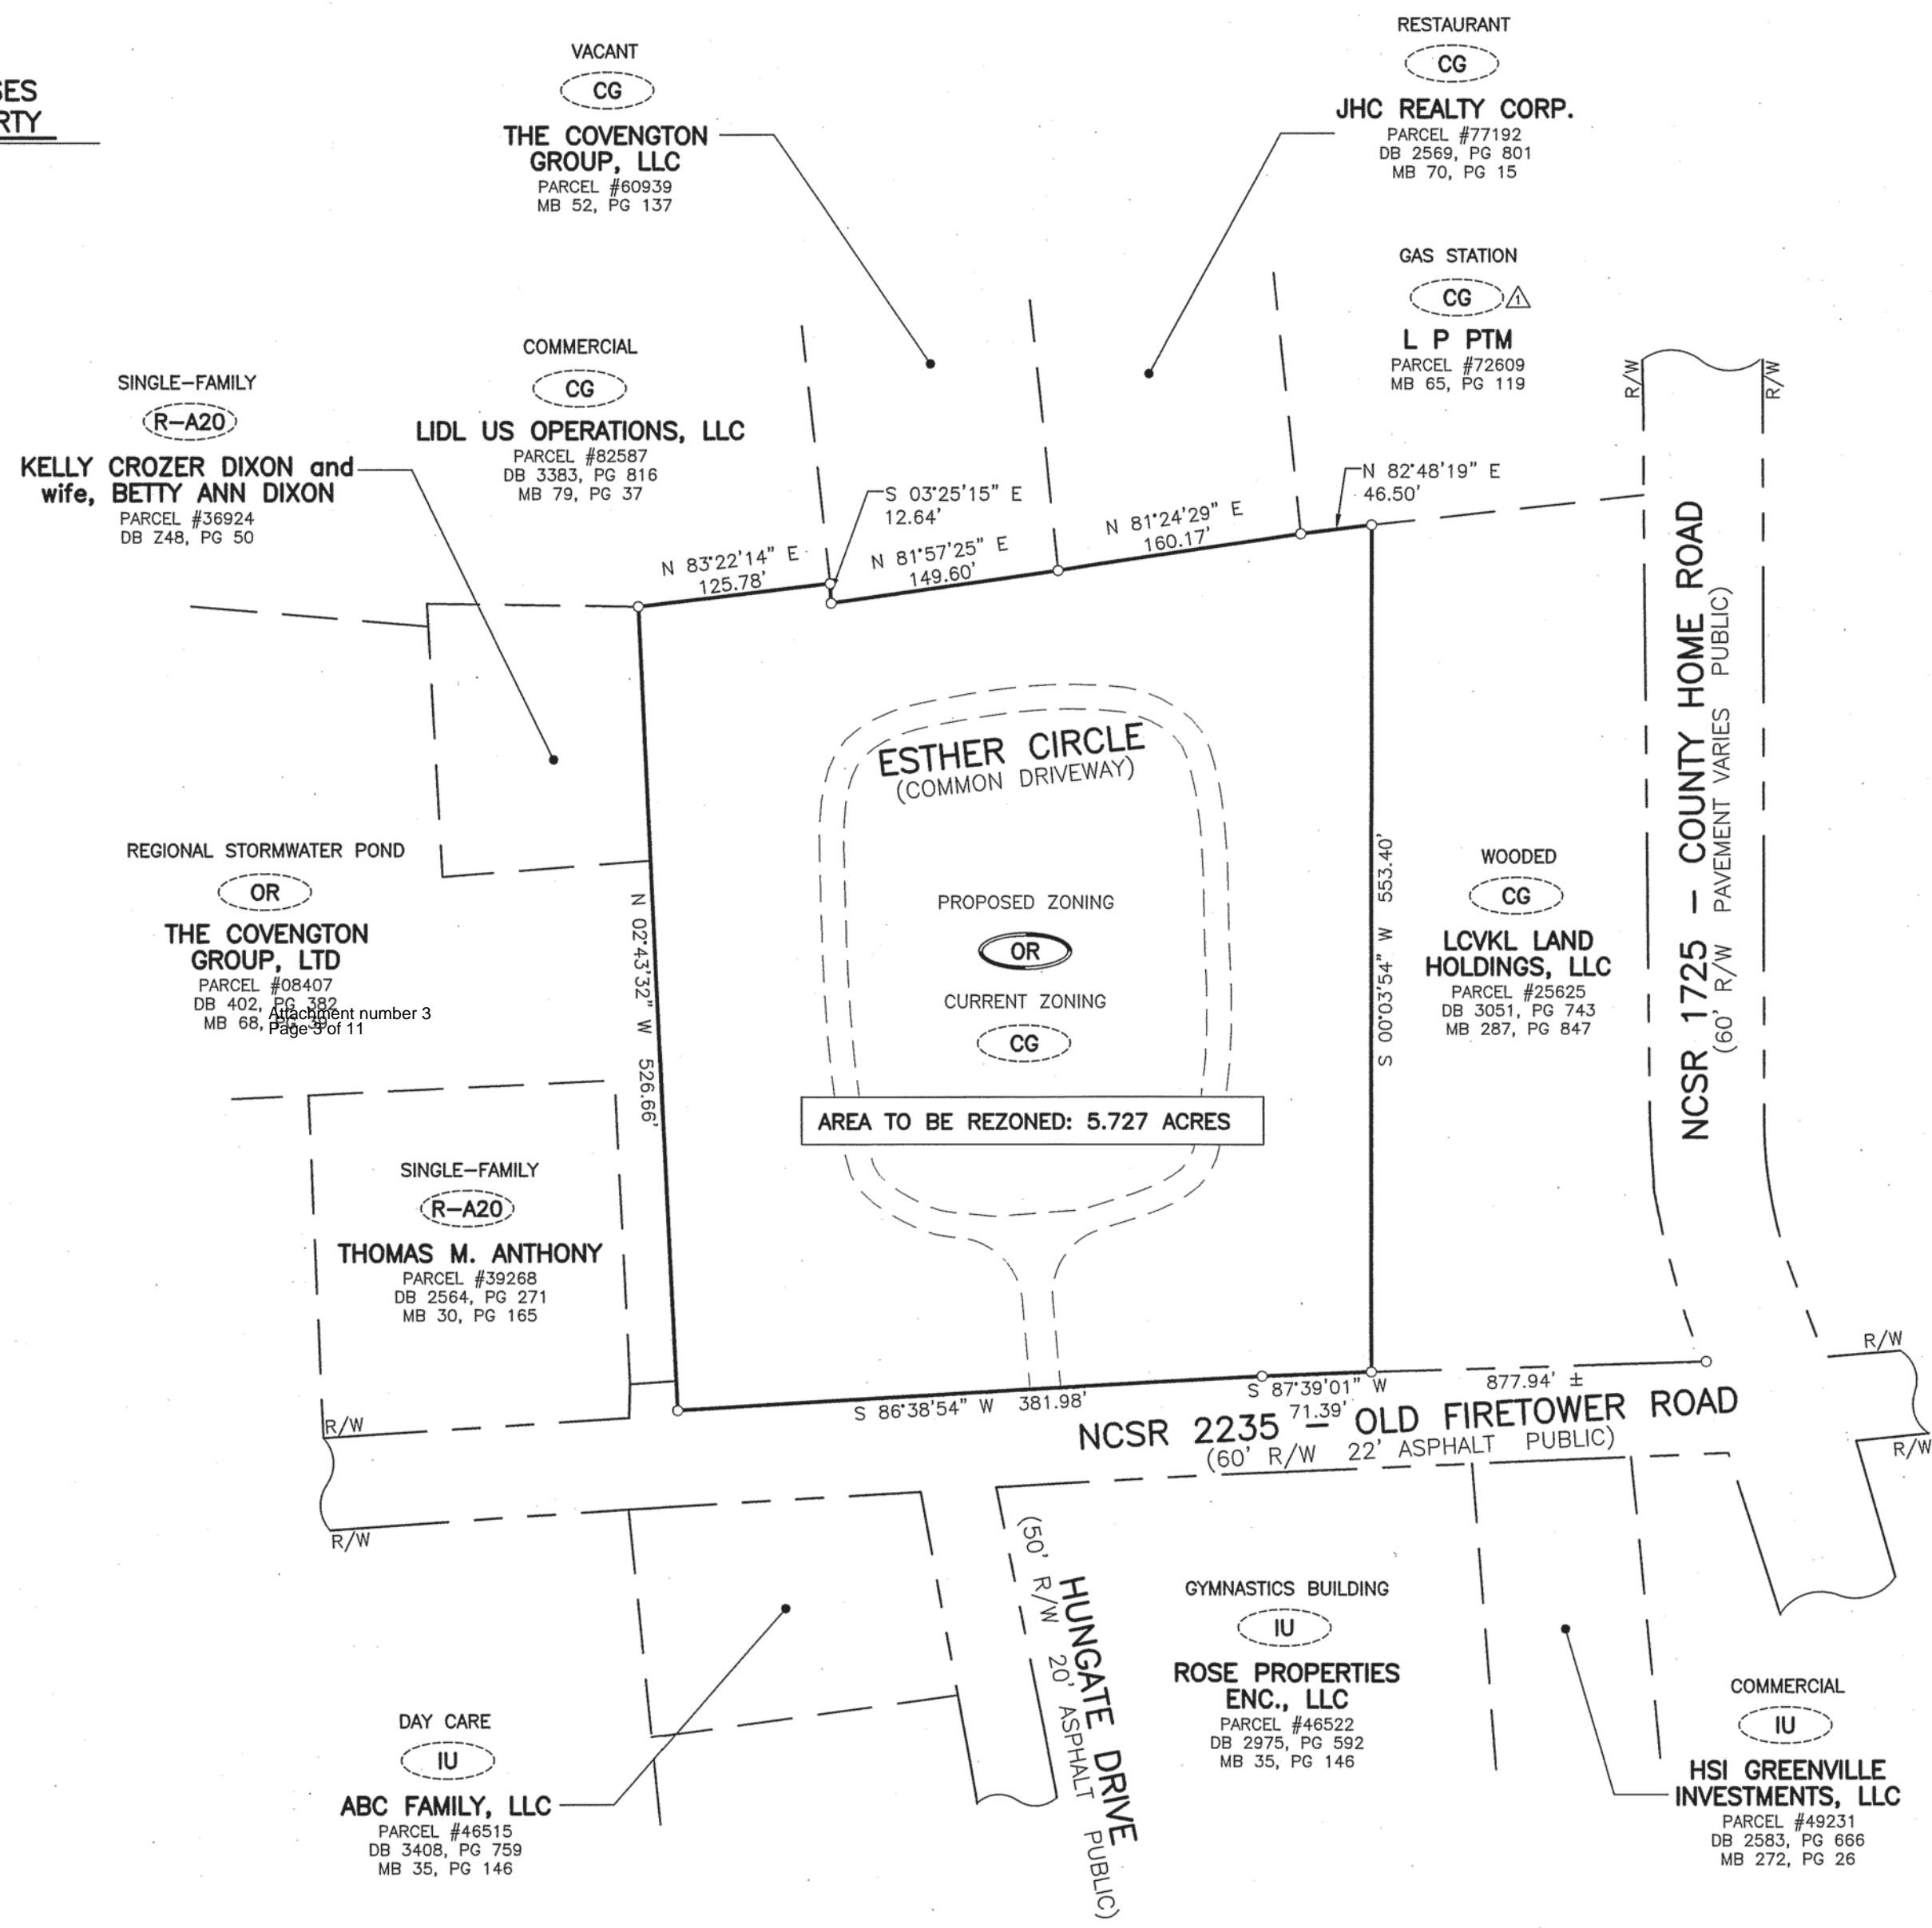 SES
RTY
VACANT
CG
THE COVENGTON
GROUP, LLC
PARCEL #60939
MB 52, PG 137
RESTAURANT
CG
JHC REALTY CORP.
PARCEL #77192
DB 2569, PG 801
MB 70, PG 15
GAS STATION
CG
1
L P PTM
PARCEL #72609
MB 65, PG 119
COMMERCIAL
CG
LIDL US OPERATIONS, LLC
PARCEL #82587
DB 3383, PG 816
MB 79, PG 37
SINGLE-FAMILY
R-A20
KELLY CROZER DIXON and
wife, BETTY ANN DIXON
PARCEL #36924
DB Z48, PG 50
R/W
R/W
S 03°25'15" E
12.64'
N 82°48'19" E
46.50'
N 83°22'14" E
125.78'
N 81°57'25" E
149.60'
N 81°24'29" E
160.17'
ESTHER CIRCLE
(COMMON DRIVEWAY)
NCSR 1725 - COUNTY HOME ROAD
(60' R/W PAVEMENT VARIES PUBLIC)
REGIONAL STORMWATER POND
OR
THE COVENGTON
GROUP, LTD
PARCEL #08407
DB 402, PG 382
MB 68, PG 39
Attachment number 3
Page 3 of 11
N 02°43'32" W 526.66'
PROPOSED ZONING
OR
CURRENT ZONING
CG
AREA TO BE REZONED: 5.727 ACRES
S 00°03'54" W 553.40'
WOODED
CG
LCVKL LAND
HOLDINGS, LLC
PARCEL #25625
DB 3051, PG 743
MB 287, PG 847
SINGLE-FAMILY
R-A20
THOMAS M. ANTHONY
PARCEL #39268
DB 2564, PG 271
MB 30, PG 165
R/W
S 86°38'54" W 381.98'
S 87°39'01" W
71.39'
877.94' ±
R/W
R/W
NCSR 2235 - OLD FIRETOWER ROAD
(60' R/W 22' ASPHALT PUBLIC)
R/W
HUNGATE DRIVE
(50' R/W 20' ASPHALT PUBLIC)
GYMNASTICS BUILDING
IU
ROSE PROPERTIES
ENC., LLC
PARCEL #46522
DB 2975, PG 592
MB 35, PG 146
DAY CARE
IU
ABC FAMILY, LLC
PARCEL #46515
DB 3408, PG 759
MB 35, PG 146
COMMERCIAL
IU
HSI GREENVILLE
INVESTMENTS, LLC
PARCEL #49231
DB 2583, PG 666
MB 272, PG 26